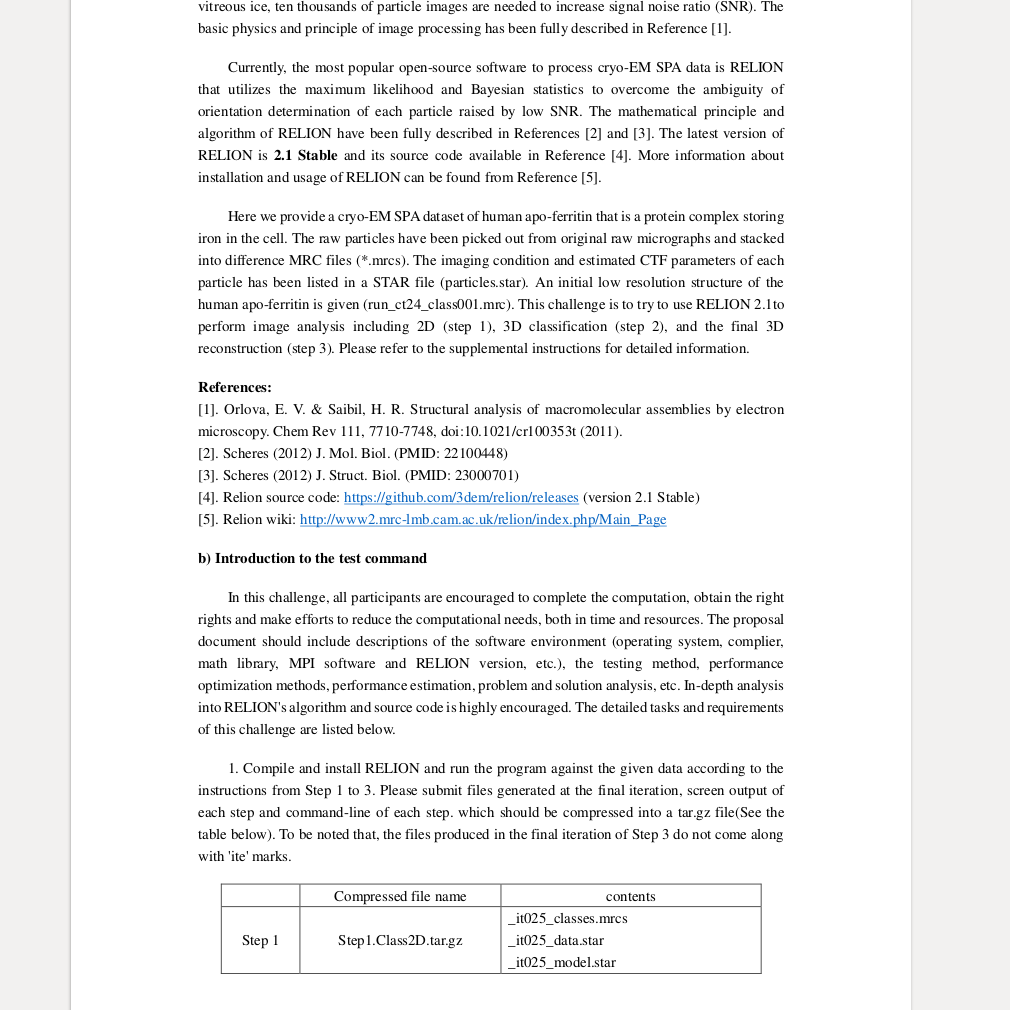 vitreous ice, ten thousands of particle images are needed to increase signal noise ratio (SNR). The
basic physics and principle of image processing has been fully described in Reference [1].
Currently, the most popular open-source software to process cryo-EM SPA data is RELION
that utilizes the maximum likelihood and Bayesian statistics to overcome the ambiguity of
orientation determination of each particle raised by low SNR. The mathematical principle and
algorithm of RELION have been fully described in References [2] and [3]. The latest version of
RELION is 2.1 Stable and its source code available in Reference [4]. More information about
installation and usage of RELION can be found from Reference [5].
Here we provide a cryo-EM SPA dataset of human apo-ferritin that is a protein complex storing
iron in the cell. The raw particles have been picked out from original raw micrographs and stacked
into difference MRC files (*.mrcs). The imaging condition and estimated CTF parameters of each
particle has been listed in a STAR file (particles.star). An initial low resolution structure of the
human apo-ferritin is given (run_ct24_class001.mrc). This challenge is to try to use RELION 2.1to
perform image analysis including 2D (step 1), 3D classification (step 2), and the final 3D
reconstruction (step 3). Please refer to the supplemental instructions for detailed information.
References:
[1]. Orlova, E. V. & Saibil, H. R. Structural analysis of macromolecular assemblies by electron
microscopy. Chem Rev 111, 7710-7748, doi:10.1021/cr100353t (2011).
[2]. Scheres (2012) J. Mol. Biol. (PMID: 22100448)
[3]. Scheres (2012) J. Struct. Biol. (PMID: 23000701)
[4]. Relion source code: https://github.com/3dem/relion/releases (version 2.1 Stable)
[5]. Relion wiki: http://www2.mrc-lmb.cam.ac.uk/relion/index.php/Main_Page
b) Introduction to the test command
In this challenge, all participants are encouraged to complete the computation, obtain the right
rights and make efforts to reduce the computational needs, both in time and resources. The proposal
document should include descriptions of the software environment (operating system, complier,
math library, MPI software and RELION version, etc.), the testing method, performance
optimization methods, performance estimation, problem and solution analysis, etc. In-depth analysis
into RELION's algorithm and source code is highly encouraged. The detailed tasks and requirements
of this challenge are listed below.
1. Compile and install RELION and run the program against the given data according to the
instructions from Step 1 to 3. Please submit files generated at the final iteration, screen output of
each step and command-line of each step. which should be compressed into a tar.gz file(See the
table below). To be noted that, the files produced in the final iteration of Step 3 do not come along
with 'ite' marks.
Compressed file name contents
Step 1 Step1.Class2D.tar.gz _it025_classes.mrcs
_it025_data.star
_it025_model.star